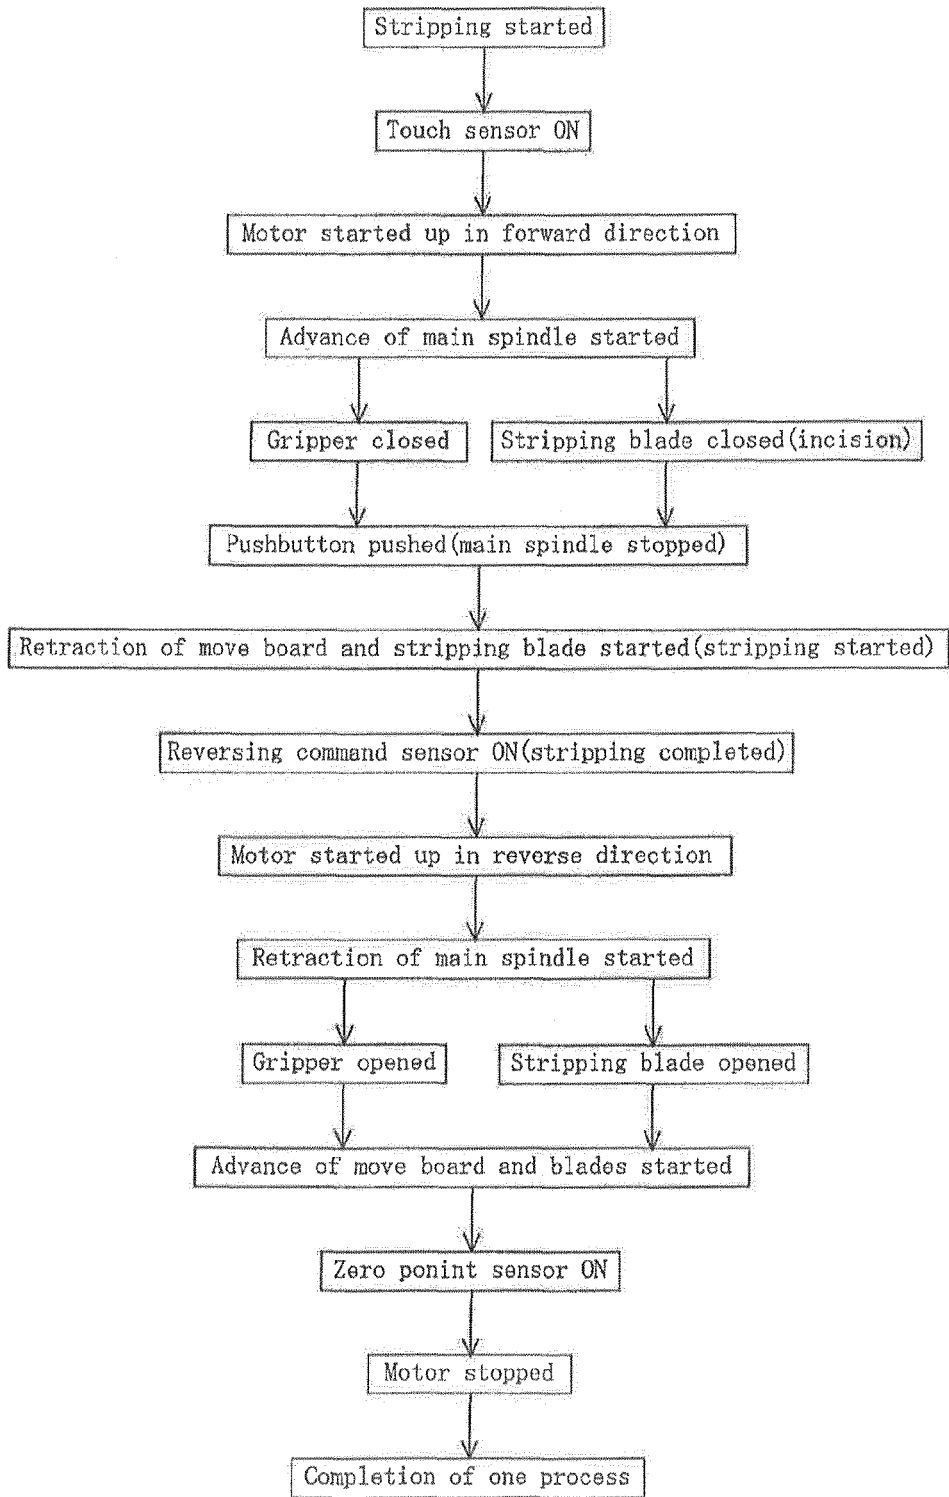 Stripping started
Touch sensor ON
Motor started up in forward direction
Advance of main spindle started
Gripper closed
Stripping blade closed(incision)
Pushbutton pushed(main spindle stopped)
Retraction of move board and stripping blade started(stripping started)
Reversing command sensor ON(stripping completed)
Motor started up in reverse direction
Retraction of main spindle started
Gripper opened
Stripping blade opened
Advance of move board and blades started
Zero ponint sensor ON
Motor stopped
Completion of one process